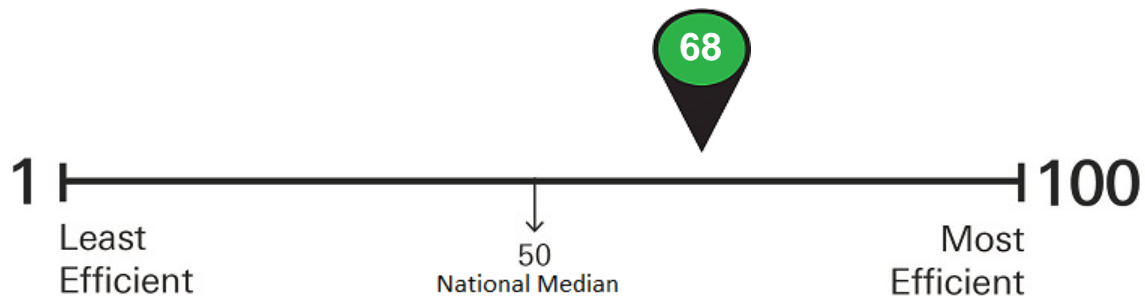 68
1
100
Least
Efficient
50
National Median
Most
Efficient